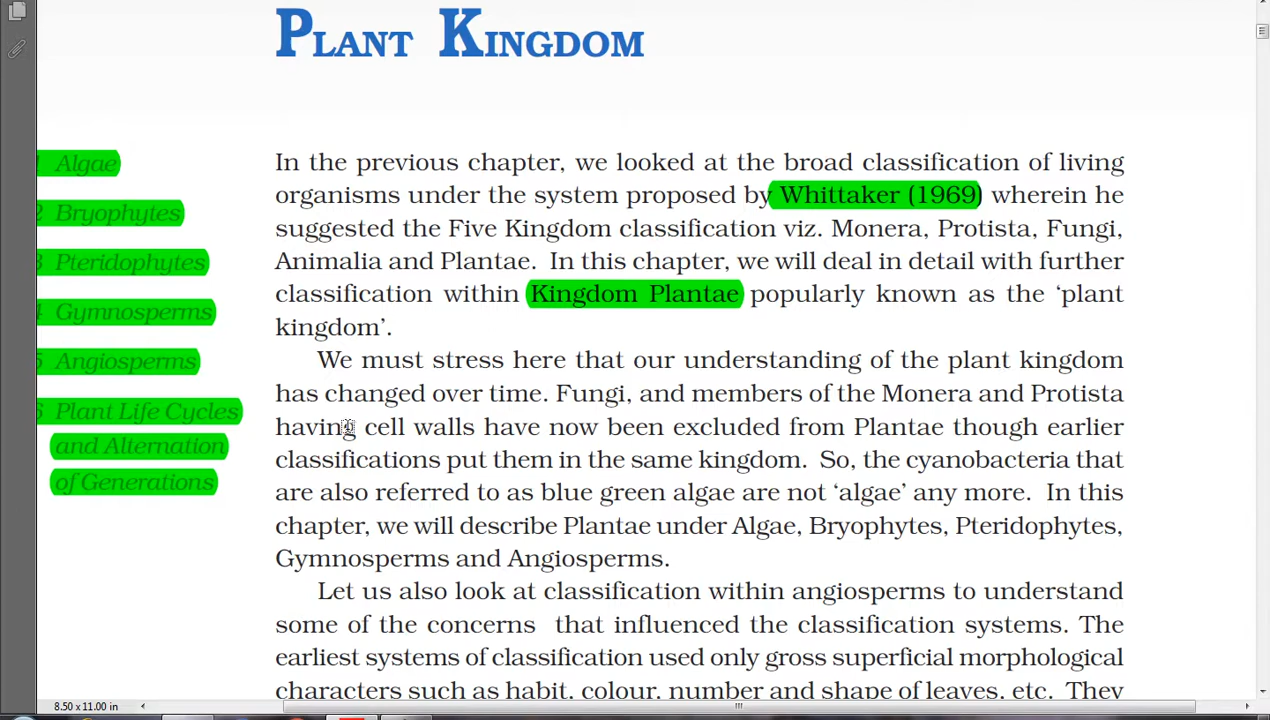 PLANT KINGDOM
1 Algae
2 Bryophytes
3 Pteridophytes
4 Gymnosperms
5 Angiosperms
6 Plant Life Cycles
and Alternation
of Generations
In the previous chapter, we looked at the broad classification of living
organisms under the system proposed by Whittaker (1969) wherein he
suggested the Five Kingdom classification viz. Monera, Protista, Fungi,
Animalia and Plantae. In this chapter, we will deal in detail with further
classification within Kingdom Plantae popularly known as the ‘plant
kingdom’.
We must stress here that our understanding of the plant kingdom
has changed over time. Fungi, and members of the Monera and Protista
having cell walls have now been excluded from Plantae though earlier
classifications put them in the same kingdom. So, the cyanobacteria that
are also referred to as blue green algae are not ‘algae’ any more. In this
chapter, we will describe Plantae under Algae, Bryophytes, Pteridophytes,
Gymnosperms and Angiosperms.
Let us also look at classification within angiosperms to understand
some of the concerns that influenced the classification systems. The
earliest systems of classification used only gross superficial morphological
characters such as habit, colour, number and shape of leaves, etc. They
8.50 x 11.00 in